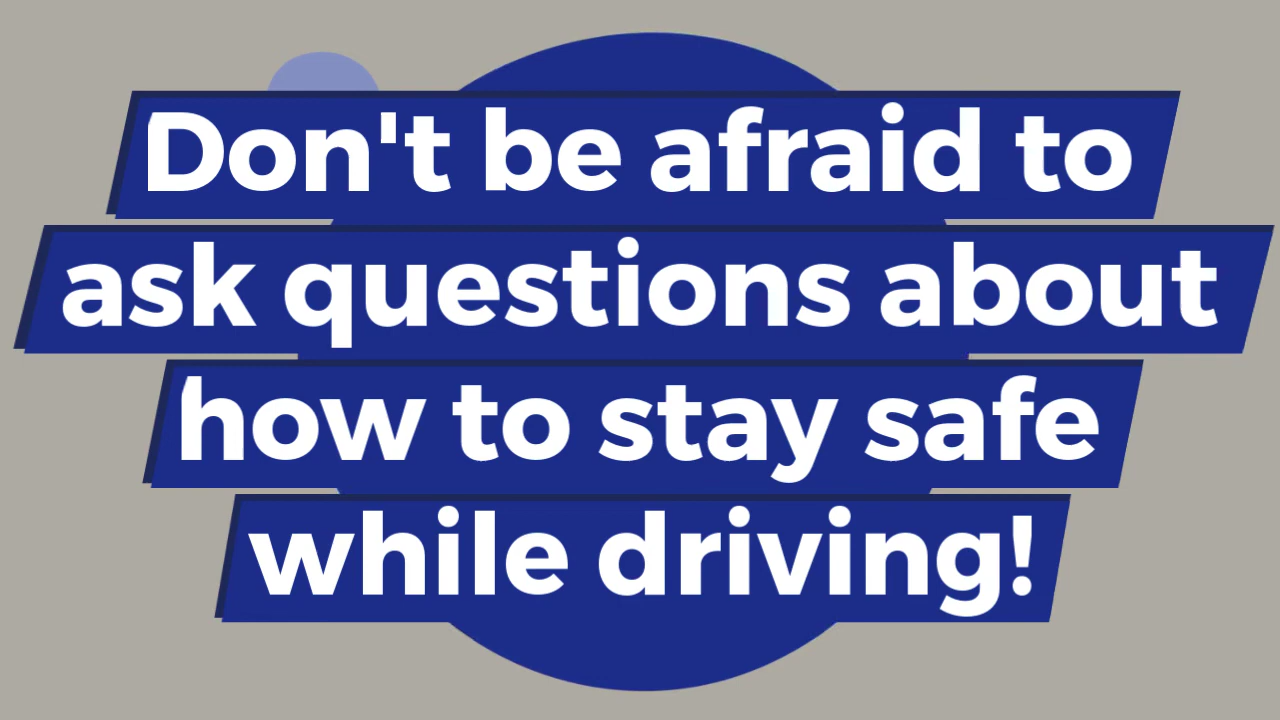 Don't be afraid to
ask questions about
how to stay safe
while driving!